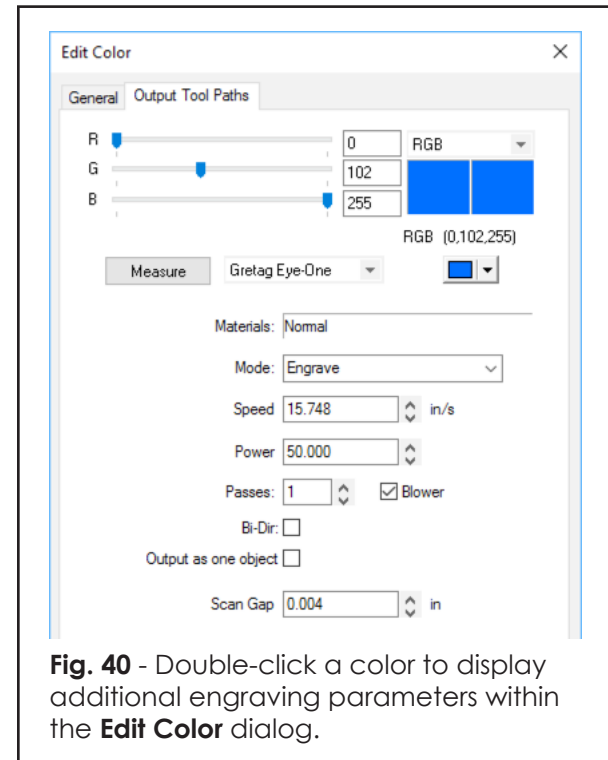 Edit Color
General Output Tool Paths
R 0 RGB
G 102
B 255
RGB (0,102,255)
Measure Gretag Eye-One
Materials: Normal
Mode: Engrave
Speed 15.748 in/s
Power 50.000
Passes: 1 Blower
Bi-Dir:
Output as one object
Scan Gap 0.004 in
Fig. 40 - Double-click a color to display
additional engraving parameters within
the Edit Color dialog.